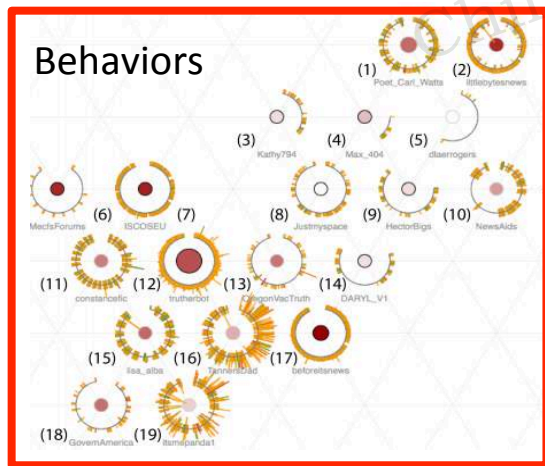 Behaviors
(1) (2)
Poet_Carl_Watts littlebytesnews
(3) (4) (5)
Kathy794 Max_404 dlaerrogers
(6) (7) (8) (9) (10)
MecfsForums ISCOSEU Justmyspace HectorBigs NewsAids
(11) (12) (13) (14)
constancefic trutherbot OregonVacTruth DARYL_V1
(15) (16) (17)
lisa_alba TannersDad beforeitsnews
(18) (19)
GovernAmerica itsmepanda1